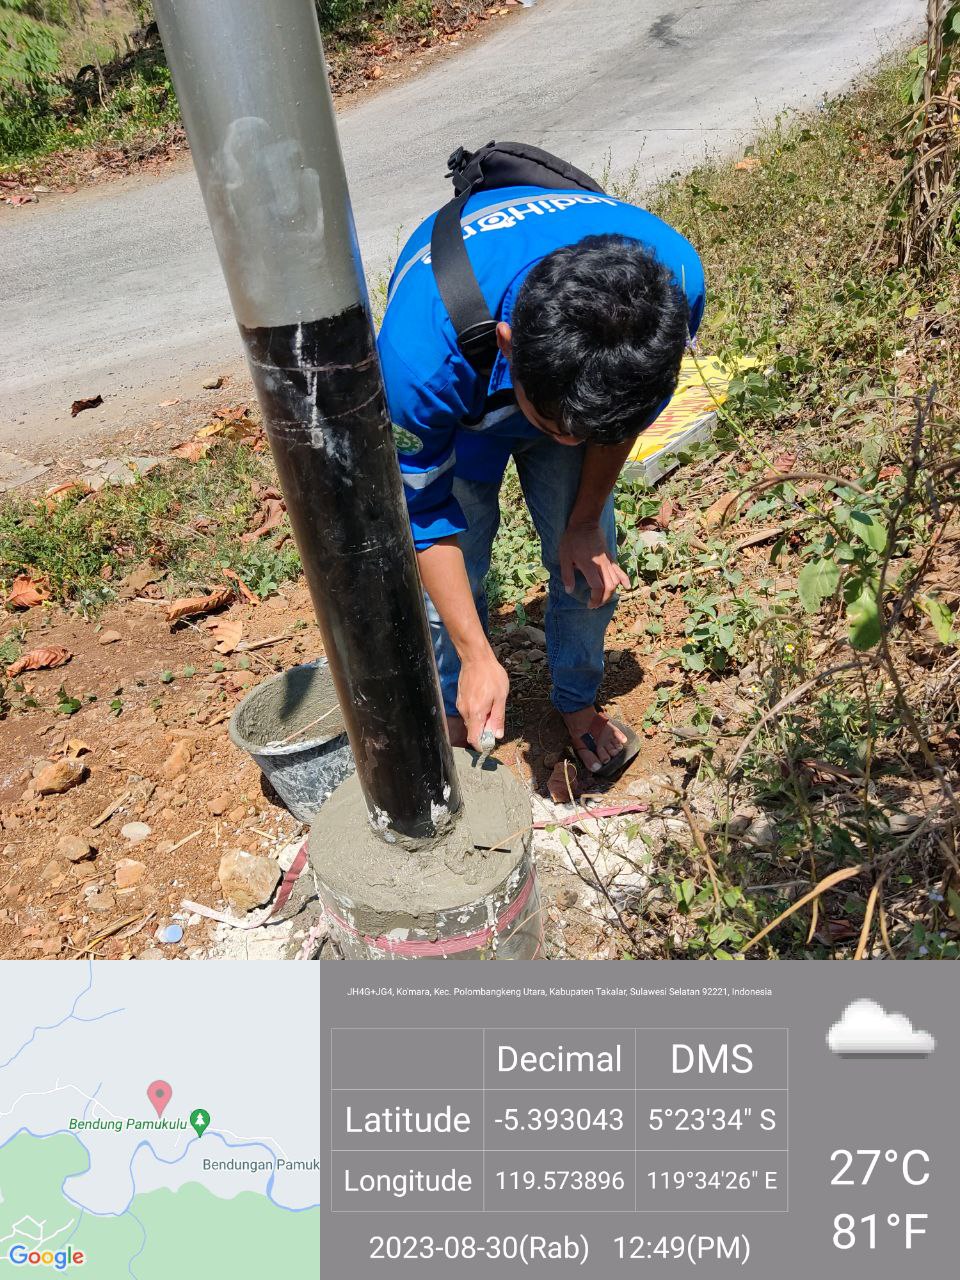 IndiHo
JH4G+JG4, Ko'mara, Kec. Polombangkeng Utara, Kabupaten Takalar, Sulawesi Selatan 92221, Indonesia
Decimal DMS
Latitude -5.393043 5°23'34" S
Longitude 119.573896 119°34'26" E
2023-08-30(Rab) 12:49(PM)
27°C
81°F
Bendung Pamukulu
Bendungan Pamuk
Google